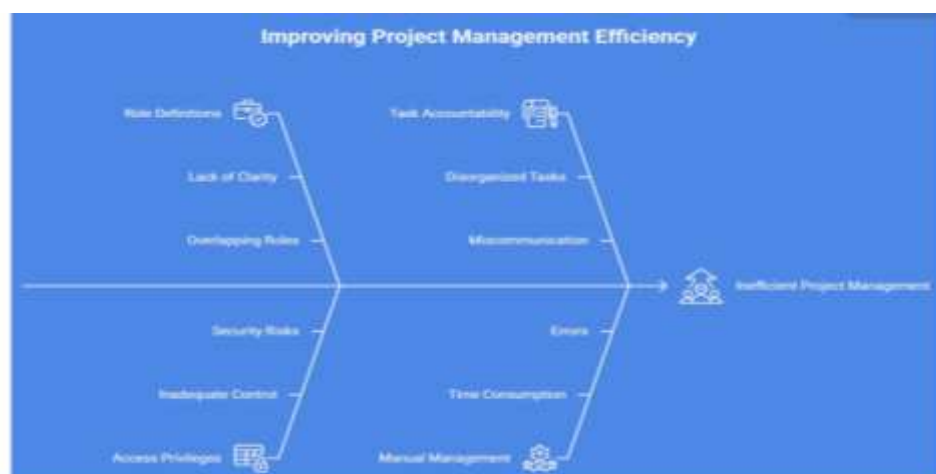 Improving Project Management Efficiency
Role Definitions
Task Accountability
Lack of Clarity
Disorganized Tasks
Overlapping Roles
Miscommunication
Inefficient Project Management
Security Risks
Errors
Inadequate Control
Time Consumption
Access Privileges
Manual Management